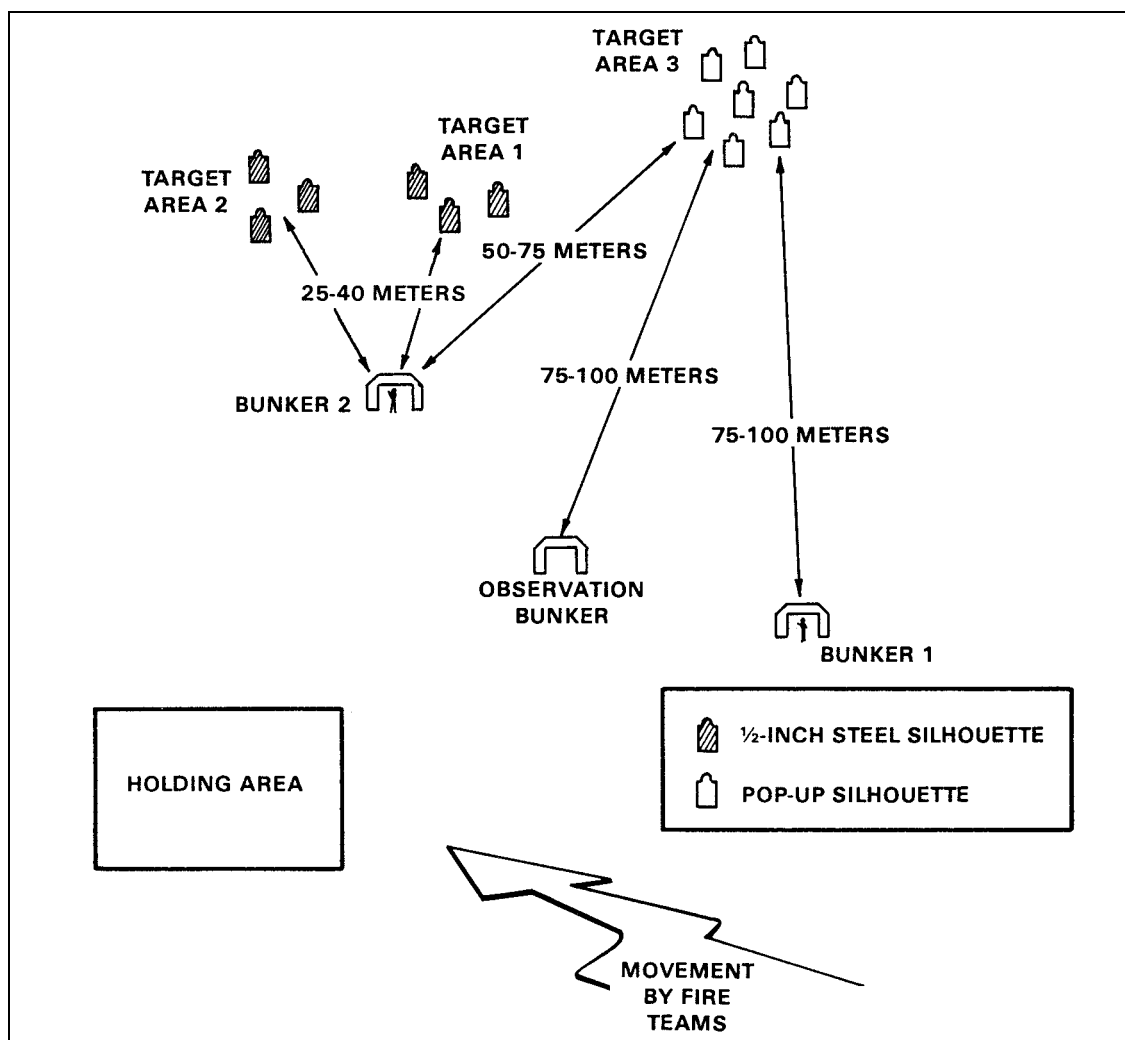 TARGET
AREA 3
TARGET
AREA 1
TARGET
AREA 2
50-75 METERS
25-40 METERS
75-100 METERS
BUNKER 2
75-100 METERS
OBSERVATION
BUNKER
BUNKER 1
½-INCH STEEL SILHOUETTE
HOLDING AREA
POP-UP SILHOUETTE
MOVEMENT
BY FIRE
TEAMS